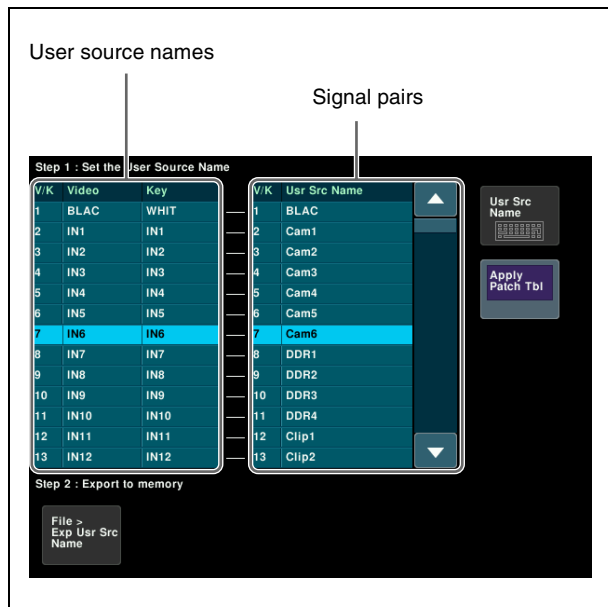 User source names
Signal pairs
Step 1 : Set the User Source Name
V/K Video Key V/K Usr Src Name
1 BLAC WHIT 1 BLAC
2 IN1 IN1 2 Cam1
3 IN2 IN2 3 Cam2
4 IN3 IN3 4 Cam3
5 IN4 IN4 5 Cam4
6 IN5 IN5 6 Cam5
7 IN6 IN6 7 Cam6
8 IN7 IN7 8 DDR1
9 IN8 IN8 9 DDR2
10 IN9 IN9 10 DDR3
11 IN10 IN10 11 DDR4
12 IN11 IN11 12 Clip1
13 IN12 IN12 13 Clip2
Usr Src
Name
Apply
Patch Tbl
Step 2 : Export to memory
File >
Exp Usr Src
Name